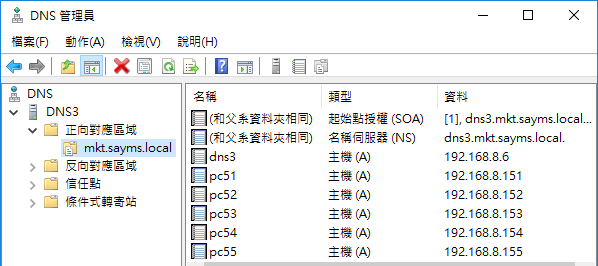 DNS 管理員
檔案(F) 動作(A) 檢視(V) 說明(H)
DNS
DNS3
正向對應區域
mkt.sayms.local
反向對應區域
信任點
條件式轉寄站
名稱 類型 資料
(和父系資料夾相同) 起始點授權 (SOA) [1], dns3.mkt.sayms.local...
(和父系資料夾相同) 名稱伺服器 (NS) dns3.mkt.sayms.local.
dns3 主機 (A) 192.168.8.6
pc51 主機 (A) 192.168.8.151
pc52 主機 (A) 192.168.8.152
pc53 主機 (A) 192.168.8.153
pc54 主機 (A) 192.168.8.154
pc55 主機 (A) 192.168.8.155